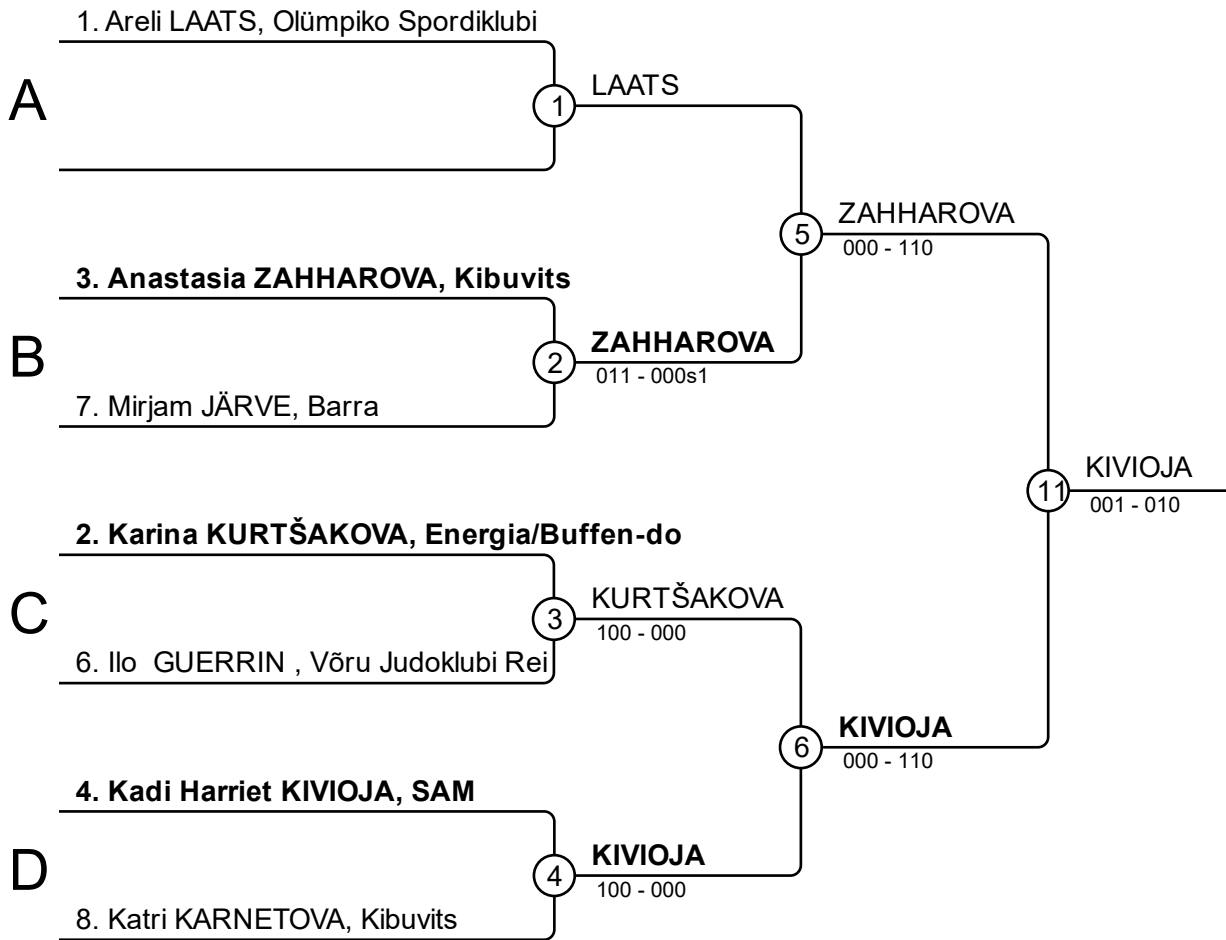 1. Areli LAATS, Olümpiko Spordiklubi
A
1
LAATS
5
ZAHHAROVA
000 - 110
3. Anastasia ZAHHAROVA, Kibuvits
B
2
ZAHHAROVA
011 - 000s1
7. Mirjam JÄRVE, Barra
11
KIVIOJA
001 - 010
2. Karina KURTŠAKOVA, Energia/Buffen-do
C
3
KURTŠAKOVA
100 - 000
6. Ilo GUERRIN , Võru Judoklubi Rei
6
KIVIOJA
000 - 110
4. Kadi Harriet KIVIOJA, SAM
D
4
KIVIOJA
100 - 000
8. Katri KARNETOVA, Kibuvits